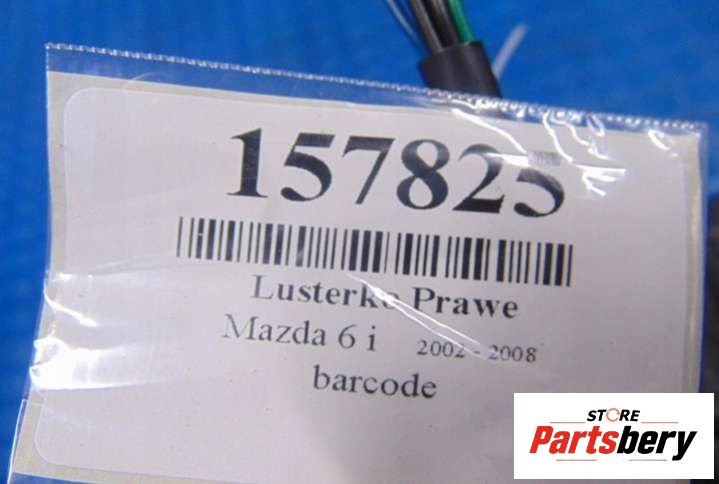 157825
Lusterko Prawe
Mazda 6 i 2002 - 2008
barcode
STORE
Partsbery